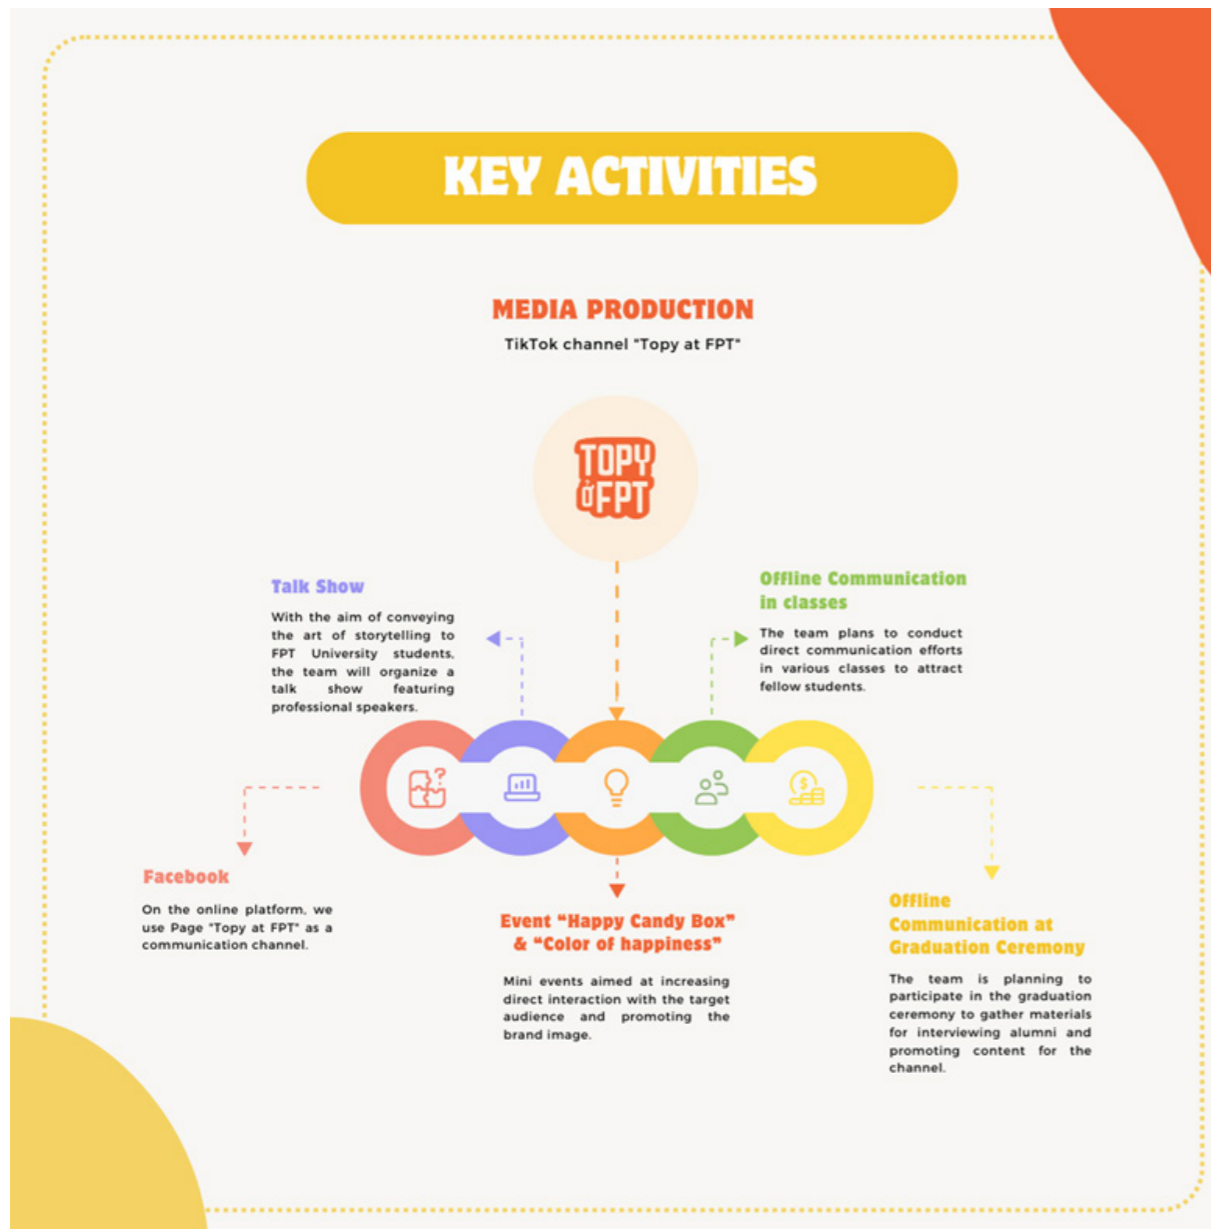 KEY ACTIVITIES
MEDIA PRODUCTION
TikTok channel "Topy at FPT"
TOPY
ở FPT
Talk Show
With the aim of conveying
the art of storytelling to
FPT University students,
the team will organize a
talk show featuring
professional speakers.
Offline Communication
in classes
The team plans to conduct
direct communication efforts
in various classes to attract
fellow students.
?
$
Facebook
On the online platform, we
use Page "Topy at FPT" as a
communication channel.
Event “Happy Candy Box”
& “Color of happiness”
Mini events aimed at increasing
direct interaction with the target
audience and promoting the
brand image.
Offline
Communication at
Graduation Ceremony
The team is planning to
participate in the graduation
ceremony to gather materials
for interviewing alumni and
promoting content for the
channel.